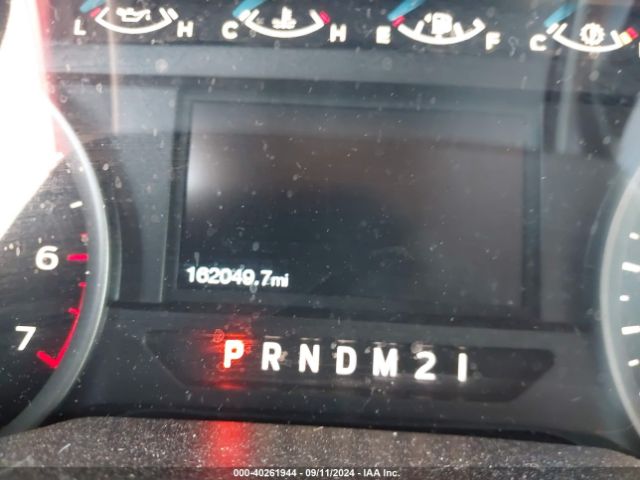 L H C H E F C
6
162049.7mi
7
P R N D M 2 1
000-40261944 - 09/11/2024 - IAA Inc.